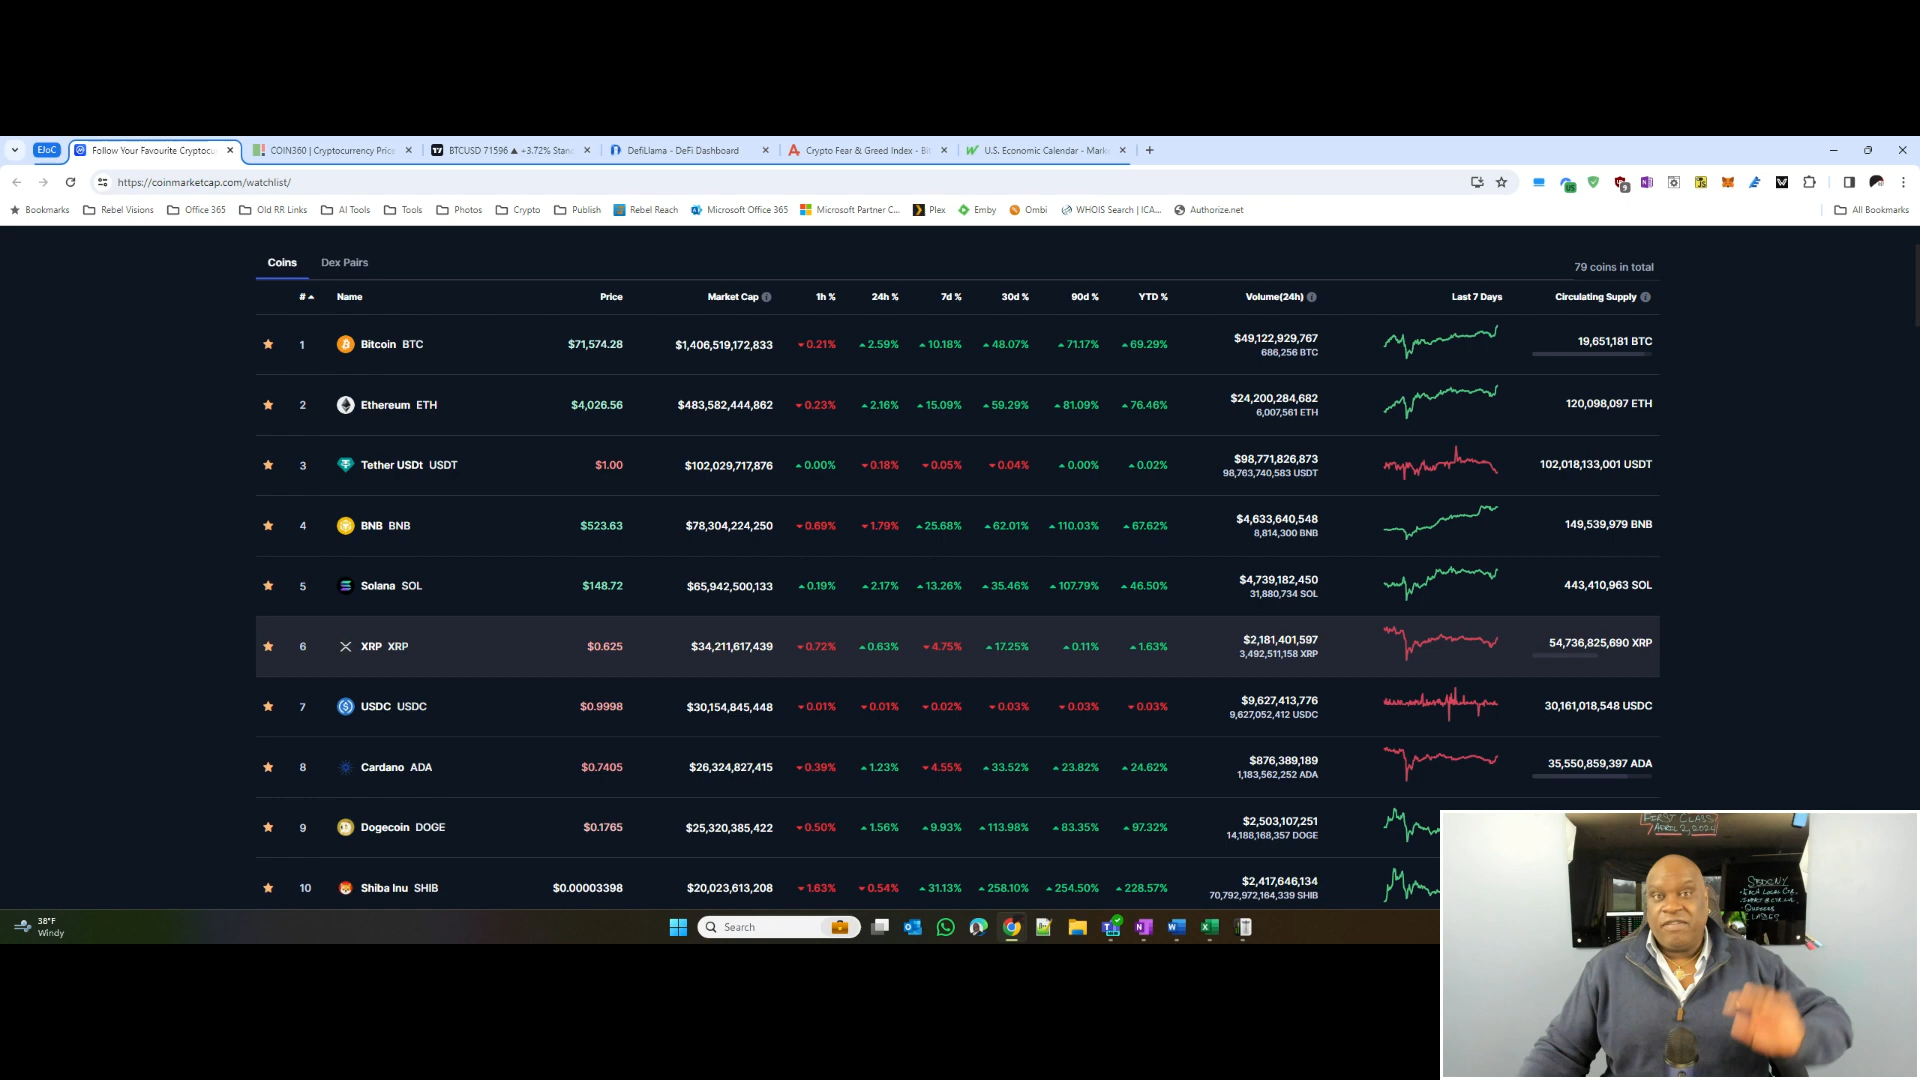 EJoC
Follow Your Favourite Cryptocu
COIN360 | Cryptocurrency Price
BTCUSD 71596 ▲ +3.72% Stan
DefiLlama - DeFi Dashboard
Crypto Fear & Greed Index - Bit
U.S. Economic Calendar - Mark
https://coinmarketcap.com/watchlist/
Bookmarks Rebel Visions Office 365 Old RR Links AI Tools Tools Photos Crypto Publish Rebel Reach Microsoft Office 365 Microsoft Partner C... Plex Emby Ombi WHOIS Search | ICA... Authorize.net All Bookmarks
Coins Dex Pairs
79 coins in total
# Name Price Market Cap 1h % 24h % 7d % 30d % 90d % YTD % Volume(24h) Last 7 Days Circulating Supply
1 Bitcoin BTC $71,574.28 $1,406,519,172,833 0.21% 2.59% 10.18% 48.07% 71.17% 69.29% $49,122,929,767 19,651,181 BTC
686,256 BTC
2 Ethereum ETH $4,026.56 $483,582,444,862 0.23% 2.16% 15.09% 59.29% 81.09% 76.46% $24,200,284,682 120,098,097 ETH
6,007,561 ETH
3 Tether USDt USDT $1.00 $102,029,717,876 0.00% 0.18% 0.05% 0.04% 0.00% 0.02% $98,771,826,873 102,018,133,001 USDT
98,763,740,583 USDT
4 BNB BNB $523.63 $78,304,224,250 0.69% 1.79% 25.68% 62.01% 110.03% 67.62% $4,633,640,548 149,539,979 BNB
8,814,300 BNB
5 Solana SOL $148.72 $65,942,500,133 0.19% 2.17% 13.26% 35.46% 107.79% 46.50% $4,739,182,450 443,410,963 SOL
31,880,734 SOL
6 XRP XRP $0.625 $34,211,617,439 0.72% 0.63% 4.75% 17.25% 0.11% 1.63% $2,181,401,597 54,736,825,690 XRP
3,492,511,158 XRP
7 USDC USDC $0.9998 $30,154,845,448 0.01% 0.01% 0.02% 0.03% 0.03% 0.03% $9,627,413,776 30,161,018,548 USDC
9,627,052,412 USDC
8 Cardano ADA $0.7405 $26,324,827,415 0.39% 1.23% 4.55% 33.52% 23.82% 24.62% $876,389,189 35,550,859,397 ADA
1,183,562,252 ADA
9 Dogecoin DOGE $0.1765 $25,320,385,422 0.50% 1.56% 9.93% 113.98% 83.35% 97.32% $2,503,107,251
14,188,168,357 DOGE
10 Shiba Inu SHIB $0.00003398 $20,023,613,208 1.63% 0.54% 31.13% 258.10% 254.50% 228.57% $2,417,646,134
70,792,972,164,339 SHIB
FIRST CLASS
APRIL 2, 2024
CLASSES
38°F
Windy
Search